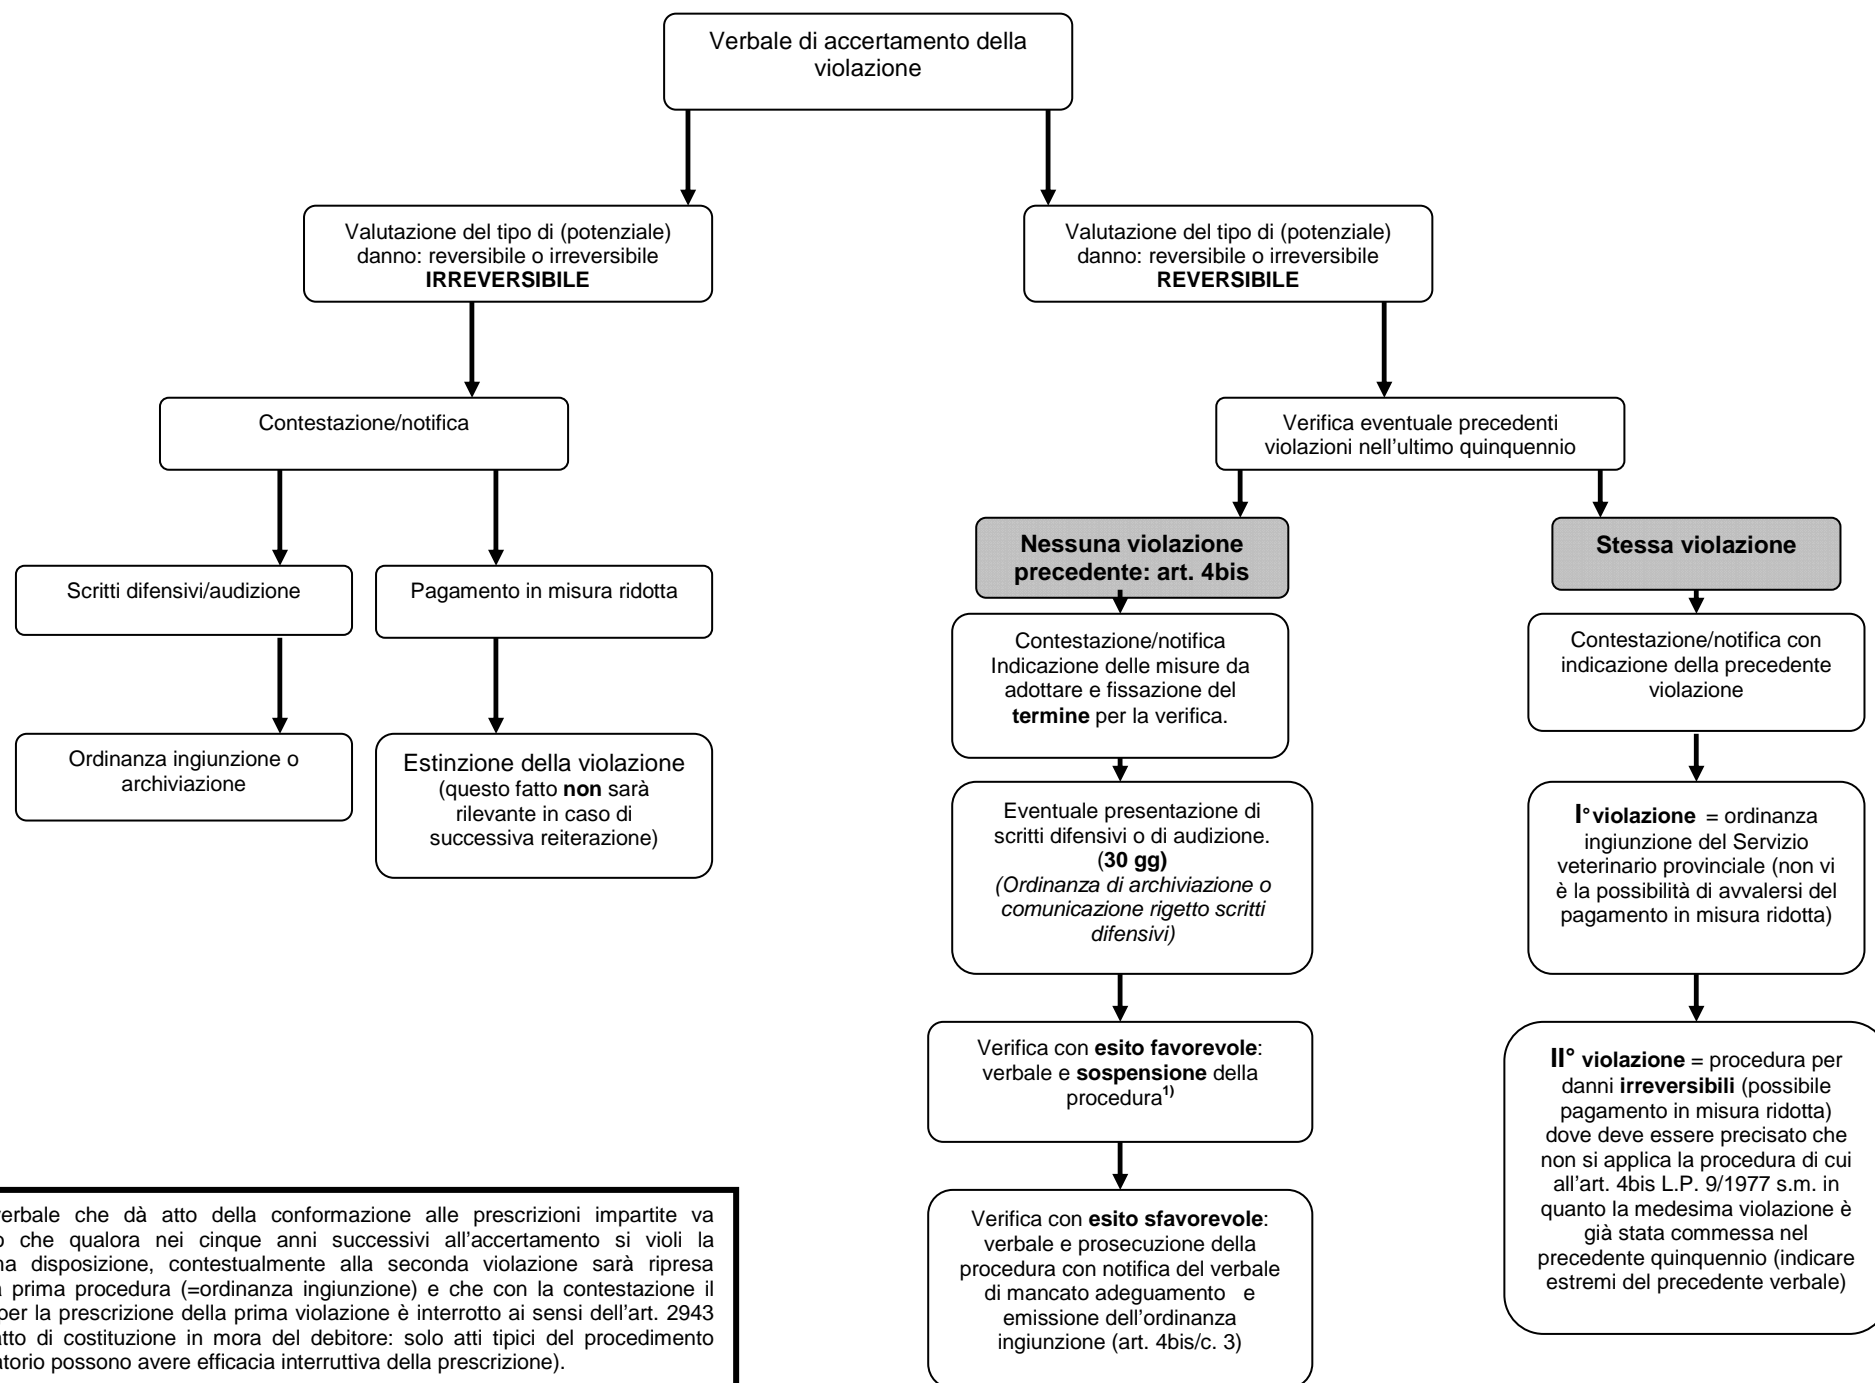 Verbale di accertamento della
violazione
Valutazione del tipo di (potenziale)
danno: reversibile o irreversibile
IRREVERSIBILE
Valutazione del tipo di (potenziale)
danno: reversibile o irreversibile
REVERSIBILE
Contestazione/notifica
Verifica eventuale precedenti
violazioni nell'ultimo quinquennio
Scritti difensivi/audizione
Pagamento in misura ridotta
Ordinanza ingiunzione o
archiviazione
Estinzione della violazione
(questo fatto non sarà
rilevante in caso di
successiva reiterazione)
Nessuna violazione
precedente: art. 4bis
Contestazione/notifica
Indicazione delle misure da
adottare e fissazione del
termine per la verifica.
Eventuale presentazione di
scritti difensivi o di audizione.
(30 gg)
(Ordinanza di archiviazione o
comunicazione rigetto scritti
difensivi)
Verifica con esito favorevole:
verbale e sospensione della
procedura1)
Verifica con esito sfavorevole:
verbale e prosecuzione della
procedura con notifica del verbale
di mancato adeguamento e
emissione dell'ordinanza
ingiunzione (art. 4bis/c. 3)
Stessa violazione
Contestazione/notifica con
indicazione della precedente
violazione
I° violazione = ordinanza
ingiunzione del Servizio
veterinario provinciale (non vi
è la possibilità di avvalersi del
pagamento in misura ridotta)
II° violazione = procedura per
danni irreversibili (possibile
pagamento in misura ridotta)
dove deve essere precisato che
non si applica la procedura di cui
all'art. 4bis L.P. 9/1977 s.m. in
quanto la medesima violazione è
già stata commessa nel
precedente quinquennio (indicare
estremi del precedente verbale)
verbale che dà atto della conformazione alle prescrizioni impartite va
che qualora nei cinque anni successivi all'accertamento si violi la
disposizione, contestualmente alla seconda violazione sarà ripresa
prima procedura (=ordinanza ingiunzione) e che con la contestazione il
per la prescrizione della prima violazione è interrotto ai sensi dell'art. 2943
di costituzione in mora del debitore: solo atti tipici del procedimento
possono avere efficacia interruttiva della prescrizione).